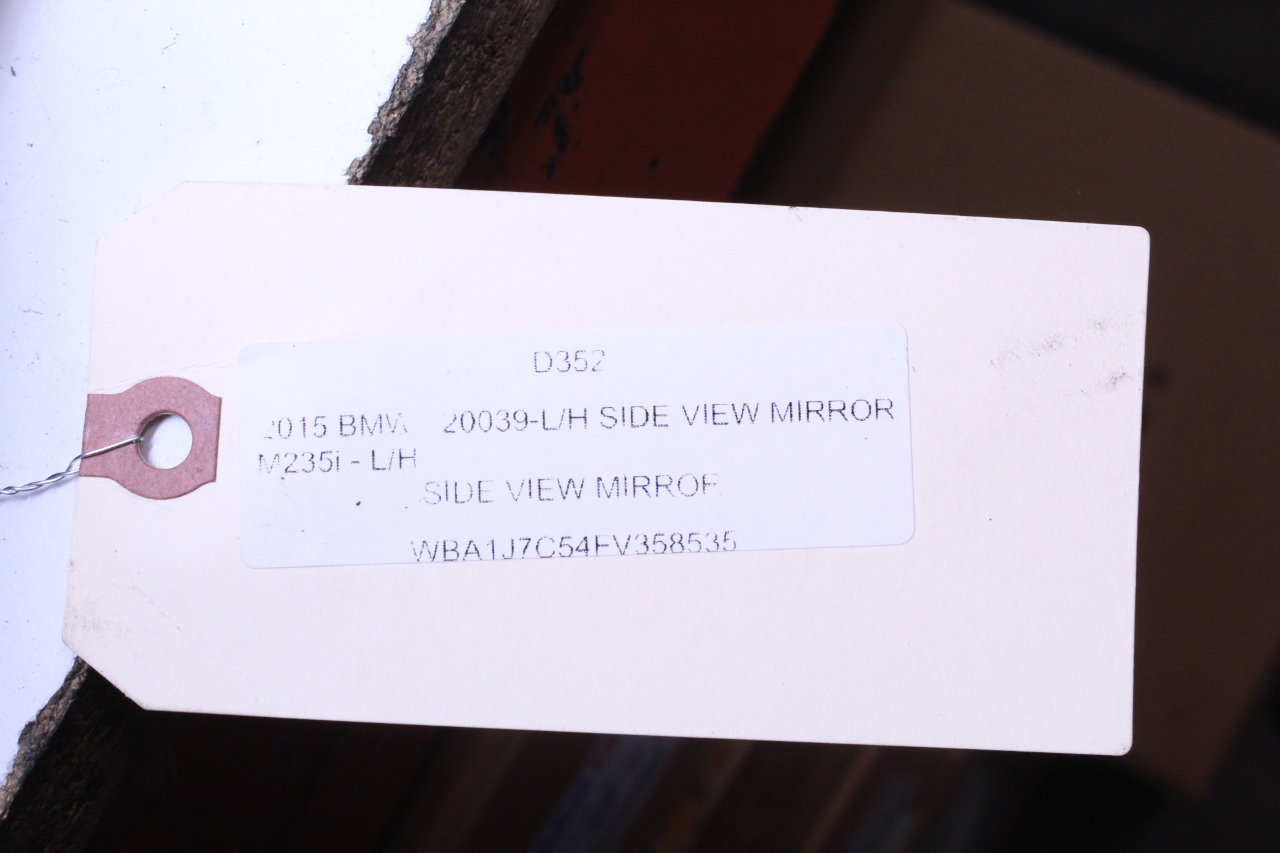 D352
2015 BMW 20039-L/H SIDE VIEW MIRROR
M235i - L/H
SIDE VIEW MIRROR
WBA1J7C54FV358535